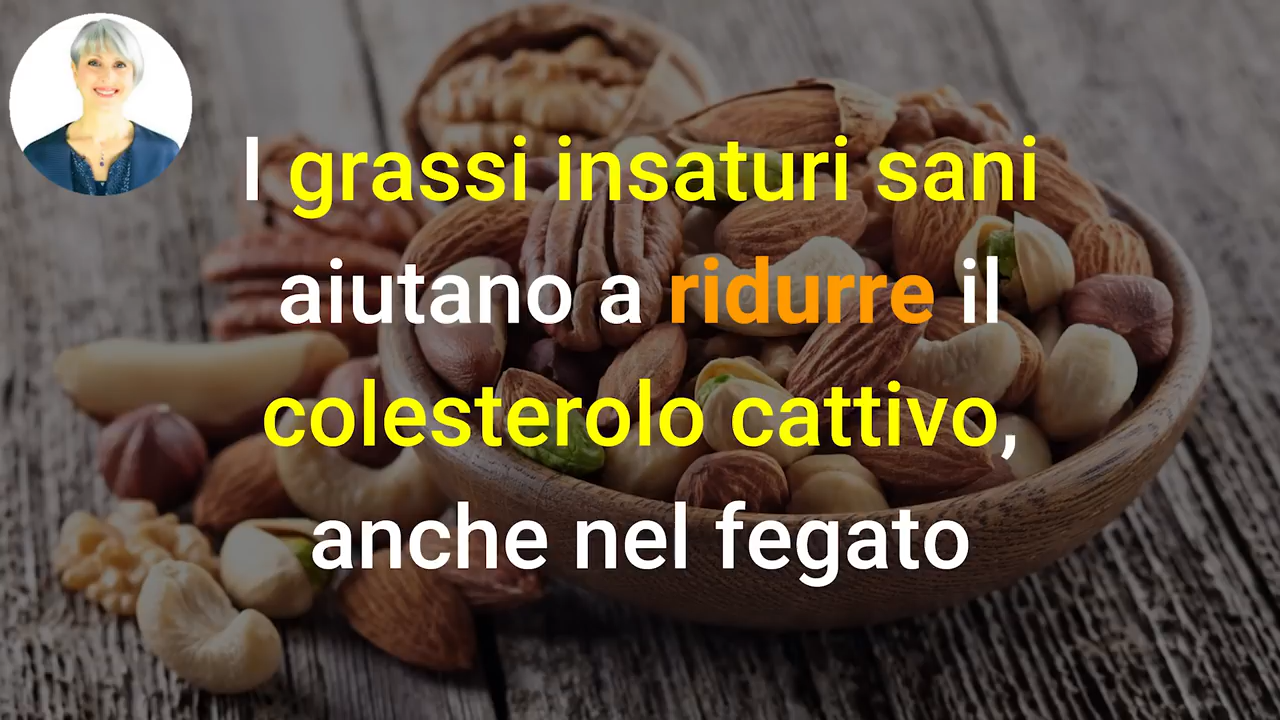 I grassi insaturi sani
aiutano a ridurre il
colesterolo cattivo,
anche nel fegato